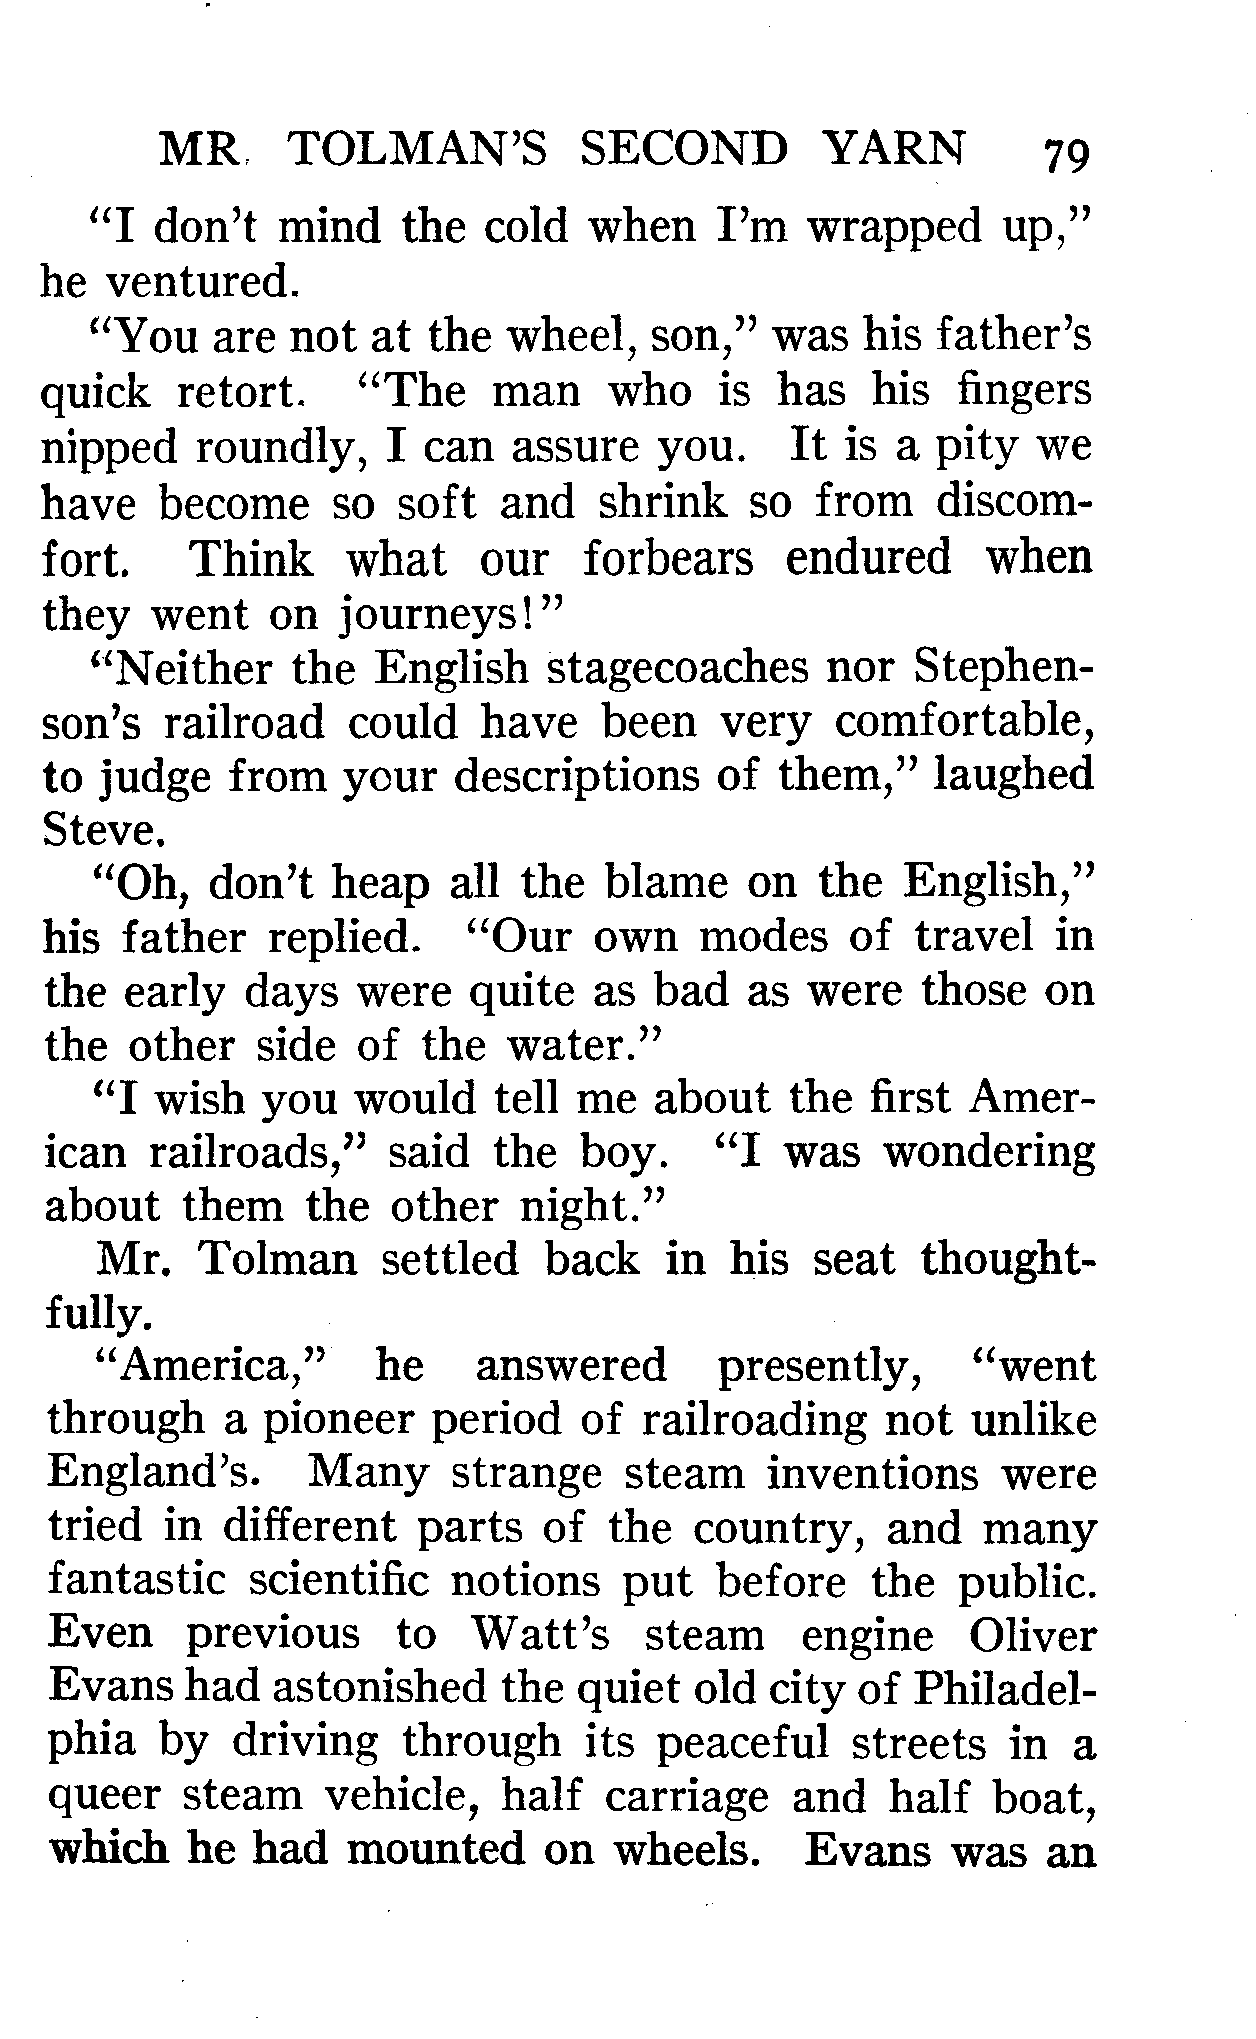 MR. TOLMAN'S SECOND YARN 79
"I don't mind the cold when I'm wrapped up,"
he ventured.
"You are not at the wheel, son," was his father's
quick retort. "The man who is has his fingers
nipped roundly, I can assure you. It is a pity we
have become so soft and shrink so from discom-
fort. Think what our forbears endured when
they went on journeys!"
"Neither the English stagecoaches nor Stephen-
son's railroad could have been very comfortable,
to judge from your descriptions of them," laughed
Steve.
"Oh, don't heap all the blame on the English,"
his father replied. "Our own modes of travel in
the early days were quite as bad as were those on
the other side of the water."
"I wish you would tell me about the first Amer-
ican railroads," said the boy. "I was wondering
about them the other night."
Mr. Tolman settled back in his seat thought-
fully.
"America," he answered presently, "went
through a pioneer period of railroading not unlike
England's. Many strange steam inventions were
tried in different parts of the country, and many
fantastic scientific notions put before the public.
Even previous to Watt's steam engine Oliver
Evans had astonished the quiet old city of Philadel-
phia by driving through its peaceful streets in a
queer steam vehicle, half carriage and half boat,
which he had mounted on wheels. Evans was an